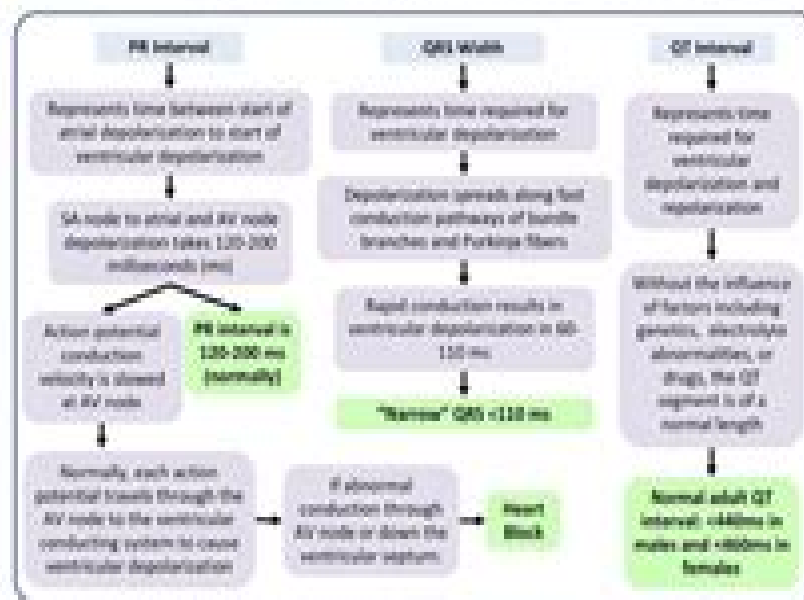 PR Interval
Represents time between start of
atrial depolarization to start of
ventricular depolarization
SA node to atrial and AV node
depolarization takes 120-200
milliseconds (ms)
Action potential
conduction
velocity is slowed
at AV node
PR interval is
120-200 ms
(normally)
Normally, each action
potential travels through the
AV node to the ventricular
conducting system to cause
ventricular depolarization
If abnormal
conduction through
AV node or down the
ventricular septum
Heart
Block
QRS Width
Represents time required for
ventricular depolarization
Depolarization spreads along fast
conduction pathways of bundle
branches and Purkinje fibers
Rapid conduction results in
ventricular depolarization in 60-
110 ms
"Narrow" QRS <110 ms
QT Interval
Represents time
required for
ventricular
depolarization and
repolarization
Without the influence
of factors including
genetics, electrolyte
abnormalities, or
drugs, the QT
segment is of a
normal length
Normal adult QT
interval: <440ms in
males and <460ms in
females